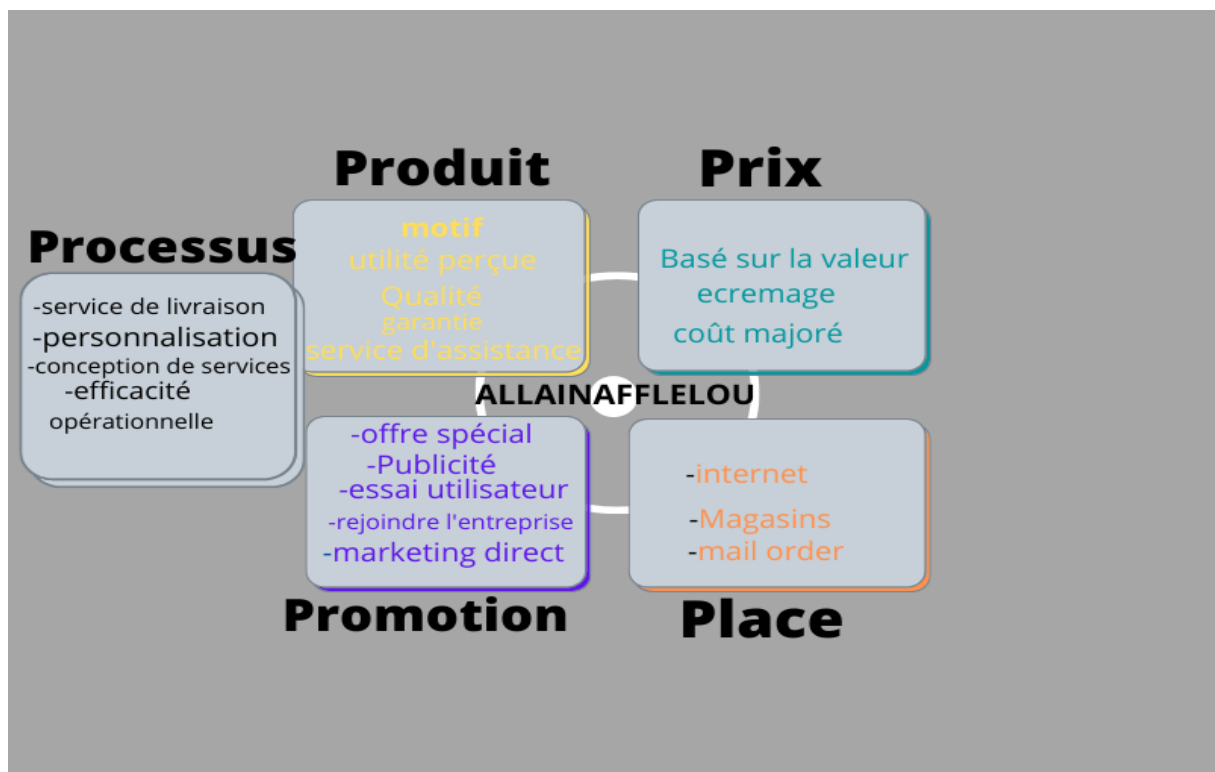 Produit
motif
utilité perçue
Qualité
garantie
service d'assistance
Prix
Basé sur la valeur
ecremage
coût majoré
Processus
-service de livraison
-personnalisation
-conception de services
-efficacité
opérationnelle
ALLAINAFFLELOU
-offre spécial
-Publicité
-essai utilisateur
-rejoindre l'entreprise
-marketing direct
Promotion
-internet
-Magasins
-mail order
Place